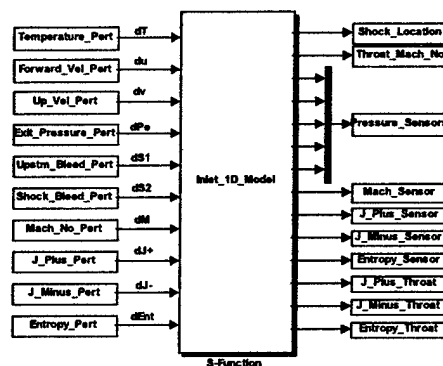 Temperature_Pert
dT
Forward_Vel_Pert
du
Up_Vel_Pert
dv
Exit_Pressure_Pert
dPe
Upstm_Bleed_Pert
dS1
Shock_Bleed_Pert
dS2
Mach_No_Pert
dM
J_Plus_Pert
dJ+
J_Minus_Pert
dJ-
Entropy_Pert
dEnt
Inlet_1D_Model
S-Function
Shock_Location
Throat_Mach_No
Pressure_Sensors
Mach_Sensor
J_Plus_Sensor
J_Minus_Sensor
Entropy_Sensor
J_Plus_Throat
J_Minus_Throat
Entropy_Throat